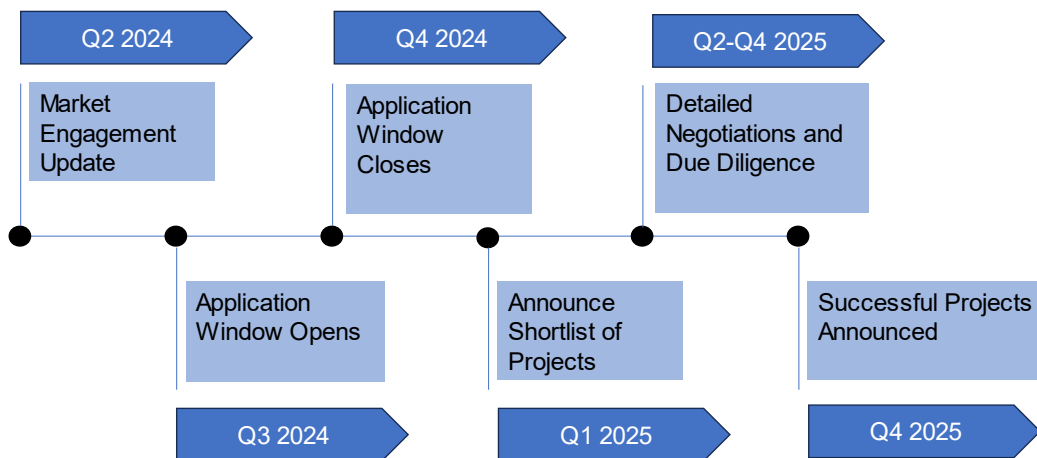 Q2 2024
Q4 2024
Q2-Q4 2025
Market
Engagement
Update
Application
Window
Closes
Detailed
Negotiations and
Due Diligence
Application
Window Opens
Announce
Shortlist of
Projects
Successful Projects
Announced
Q3 2024
Q1 2025
Q4 2025